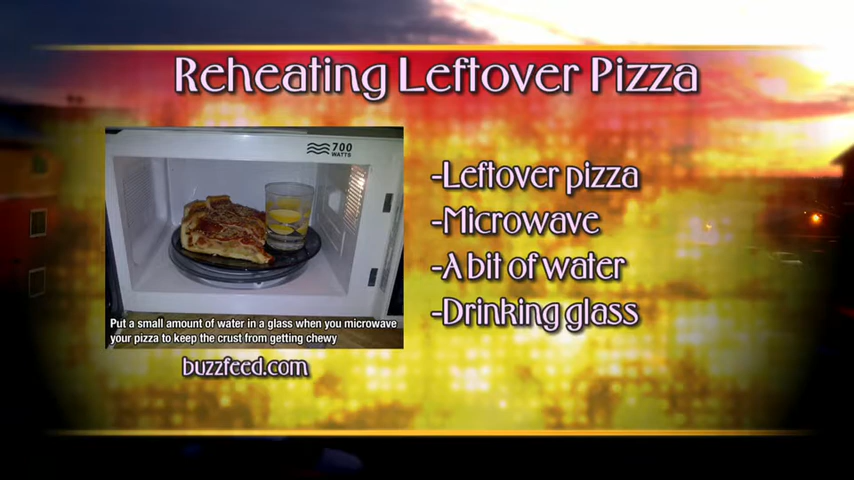 Reheating Leftover Pizza
700
WATTS
-Leftover pizza
-Microwave
-A bit of water
-Drinking glass
Put a small amount of water in a glass when you microwave
your pizza to keep the crust from getting chewy
buzzfeed.com